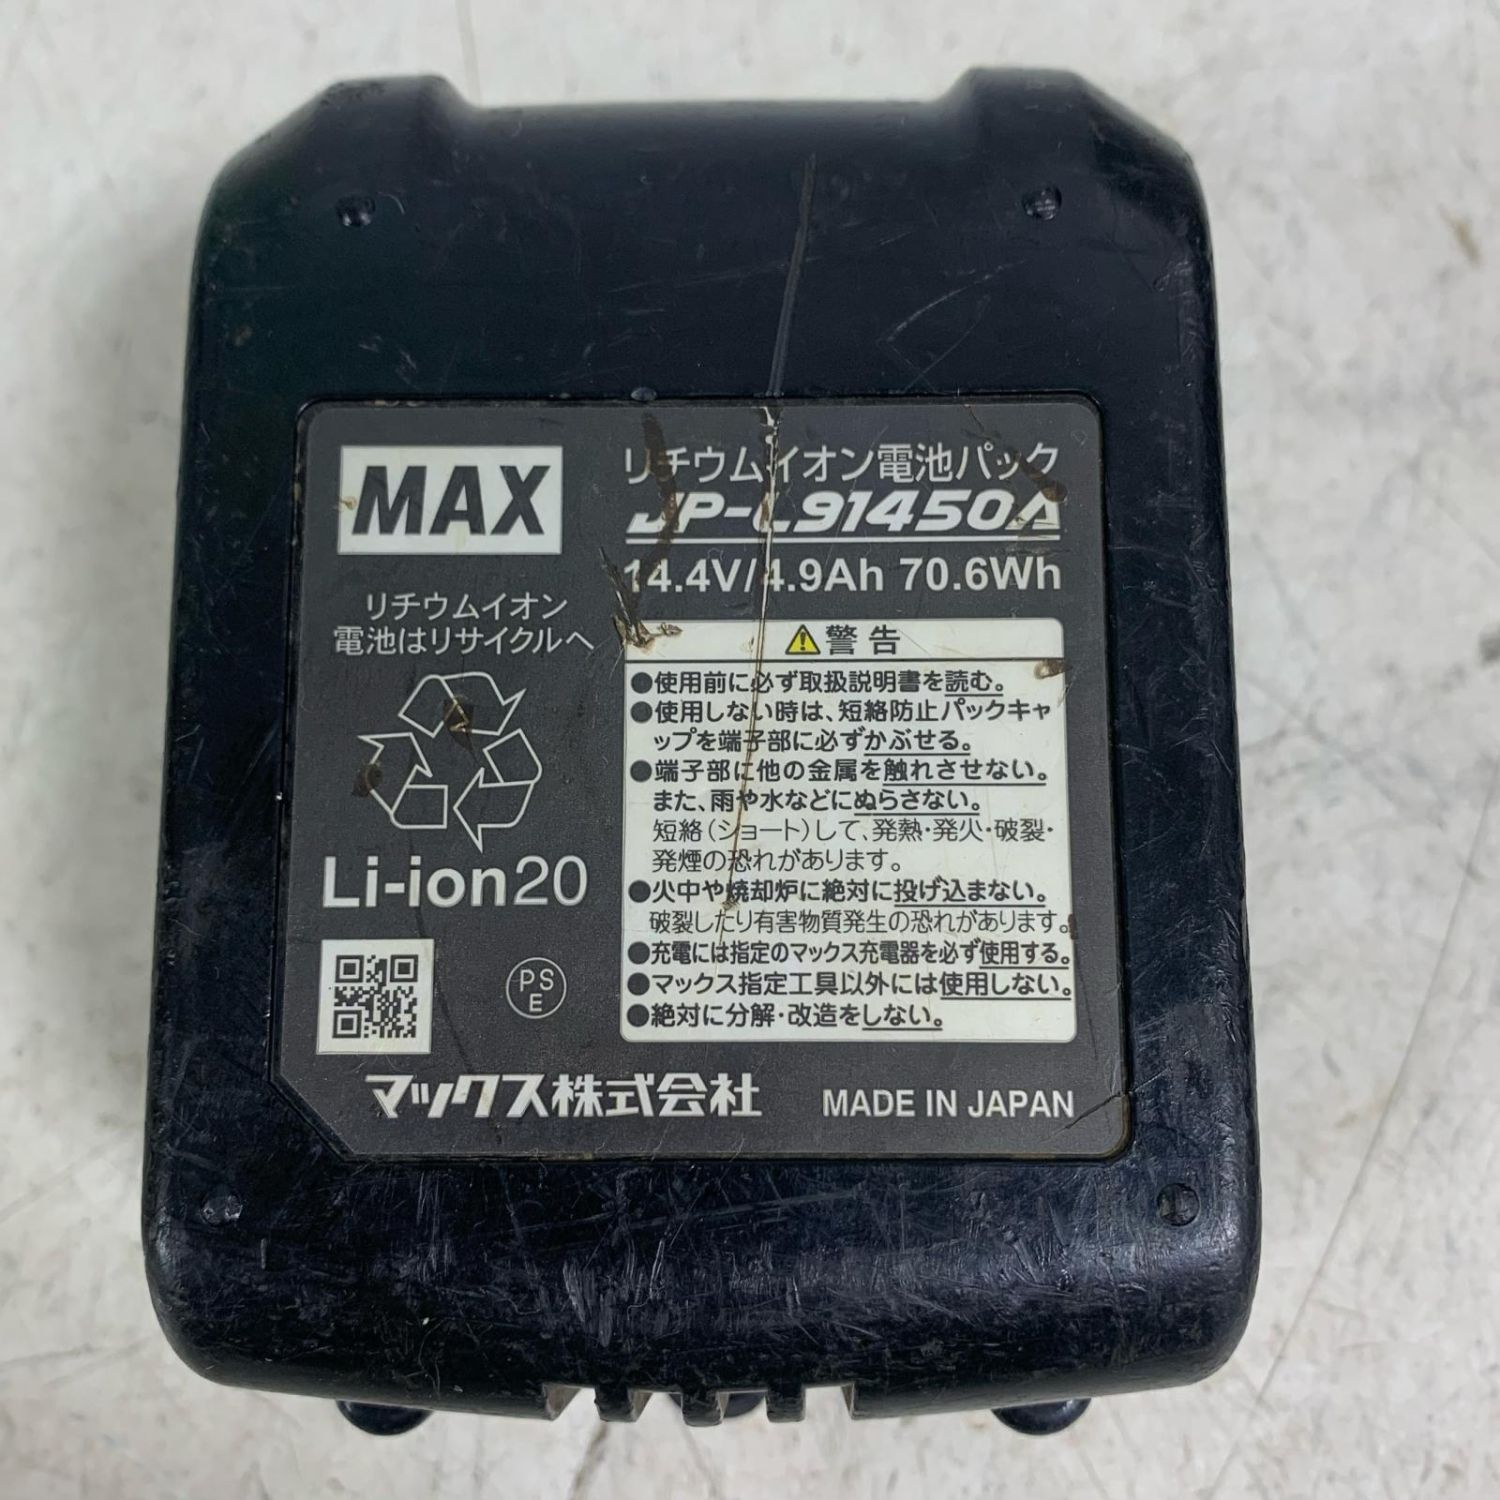 MAX
リチウムイオン電池パック
JP-L91450A
14.4V/4.9Ah 70.6Wh
リチウムイオン
電池はリサイクルへ
Li-ion20
PS
E
警告
●使用前に必ず取扱説明書を読む。
●使用しない時は、短絡防止パックキャ
ップを端子部に必ずかぶせる。
●端子部に他の金属を触れさせない。
また、雨や水などにぬらさない。
短絡(ショート)して、発熱・発火・破裂・
発煙の恐れがあります。
●火中や焼却炉に絶対に投げ込まない。
破裂したり有害物質発生の恐れがあります。
●充電には指定のマックス充電器を必ず使用する。
●マックス指定工具以外には使用しない。
●絶対に分解・改造をしない。
マックス株式会社
MADE IN JAPAN